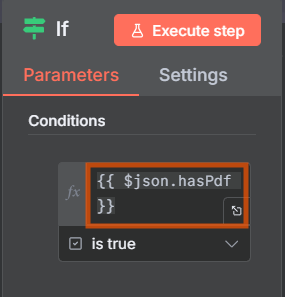 If
Execute step
Parameters
Settings
Conditions
fx
{{ $json.hasPdf
}}
is true